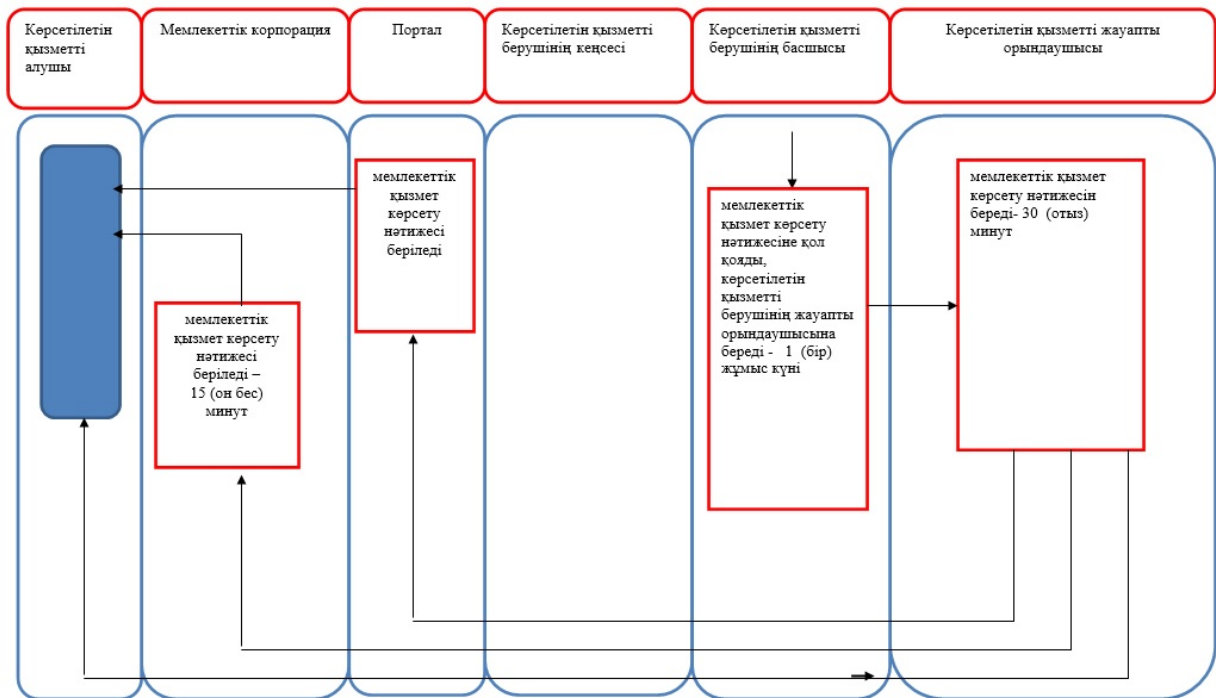 Көрсетілетін
қызметті
алушы
Мемлекеттік корпорация
Портал
Көрсетілетін қызметті
берушінің кеңсесі
Көрсетілетін қызметті
берушінің басшысы
Көрсетілетін қызметті жауапты
орындаушысы
мемлекеттік
қызмет көрсету
нәтижесі
беріледі –
15 (он бес)
минут
мемлекеттік
қызмет
көрсету
нәтижесі
беріледі
мемлекеттік
қызмет көрсету
нәтижесіне қол
қояды,
көрсетілетін
қызметті
берушінің жауапты
орындаушысына
береді - 1 (бір)
жұмыс күні
мемлекеттік қызмет
көрсету нәтижесін
береді- 30 (отыз)
минут